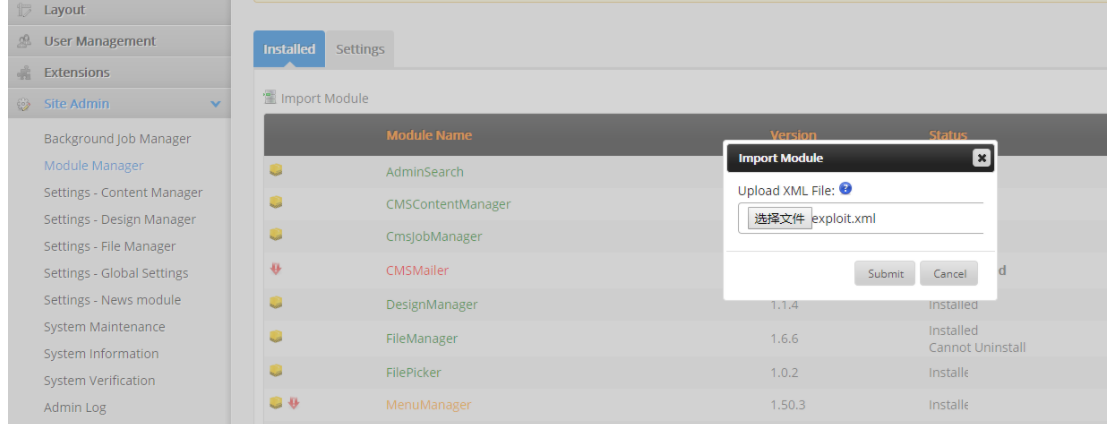 Layout
User Management
Extensions
Site Admin
Background Job Manager
Module Manager
Settings - Content Manager
Settings - Design Manager
Settings - File Manager
Settings - Global Settings
Settings - News module
System Maintenance
System Information
System Verification
Admin Log
Installed Settings
Import Module
Module Name Version Status
AdminSearch
CMSContentManager
CmsJobManager
CMSMailer d
DesignManager 1.1.4 Installed
FileManager 1.6.6 Installed
Cannot Uninstall
FilePicker 1.0.2 Installe
MenuManager 1.50.3 Installe
Import Module
Upload XML File:
选择文件 exploit.xml
Submit Cancel